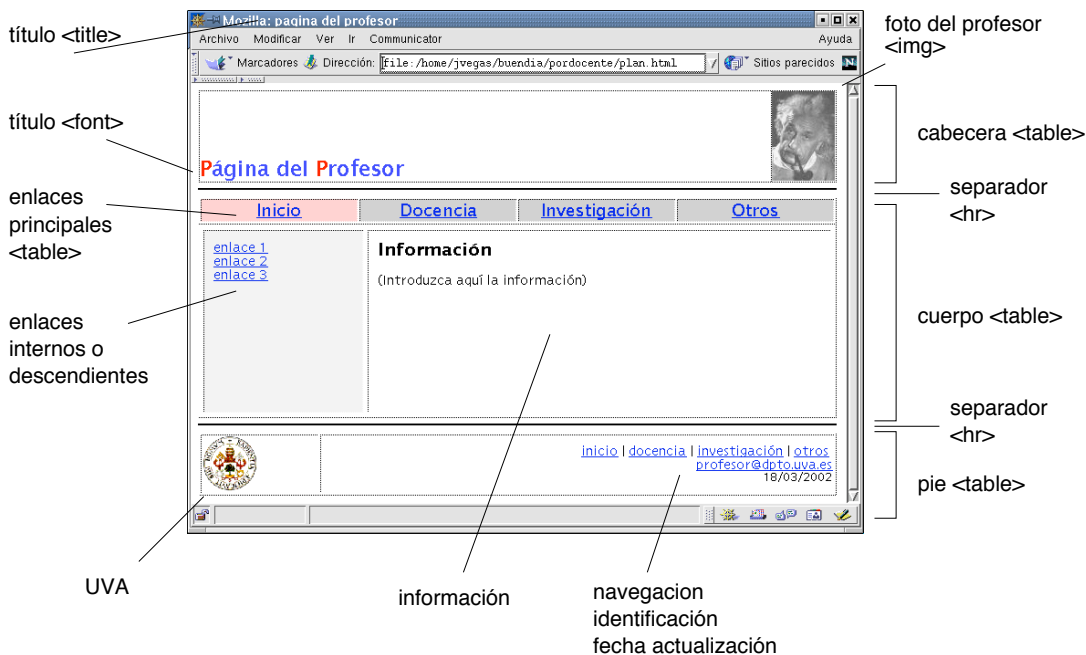 título <title>
título <font>
enlaces
principales
<table>
enlaces
internos o
descendientes
UVA
Mozilla: pagina del profesor
Archivo Modificar Ver Ir Communicator Ayuda
Marcadores Dirección: file:/home/jvegas/buendia/pordocente/plan.html Sitios parecidos N
Página del Profesor
Inicio Docencia Investigación Otros
enlace 1
enlace 2
enlace 3
Información
(Introduzca aquí la información)
inicio | docencia | investigación | otros
profesor@dpto.uva.es
18/03/2002
información
navegacion
identificación
fecha actualización
foto del profesor
<img>
cabecera <table>
separador
<hr>
cuerpo <table>
separador
<hr>
pie <table>